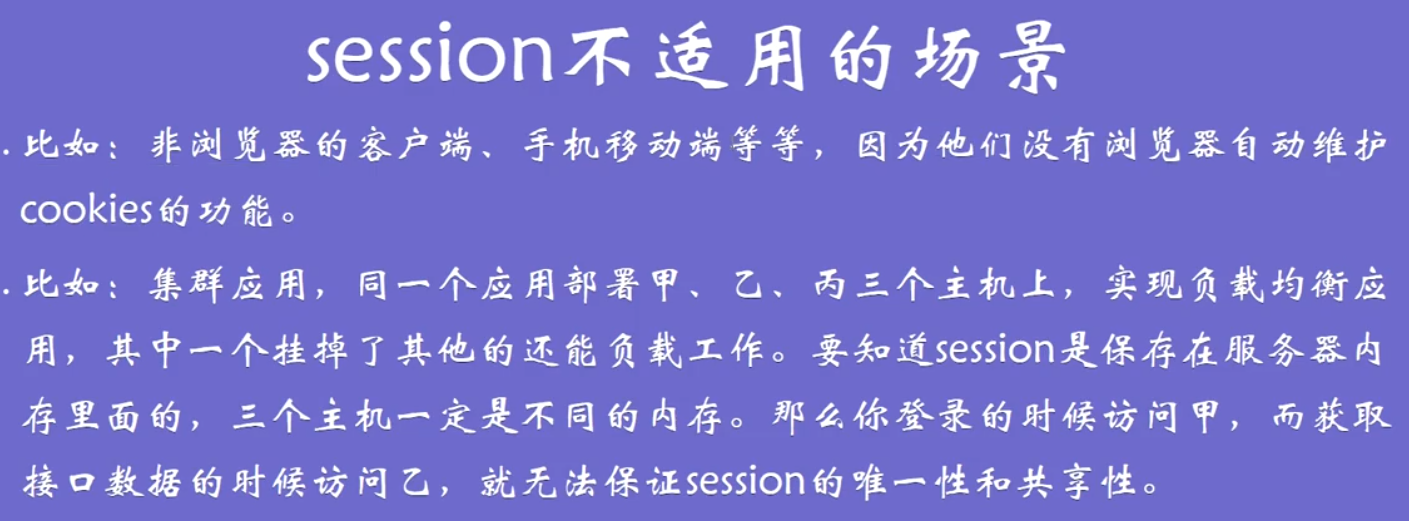 session不适用的场景
. 比如：非浏览器的客户端、手机移动端等等，因为他们没有浏览器自动维护
cookies的功能。
. 比如：集群应用，同一个应用部署甲、乙、丙三个主机上，实现负载均衡应
用，其中一个挂掉了其他的还能负载工作。要知道session是保存在服务器内
存里面的，三个主机一定是不同的内存。那么你登录的时候访问甲，而获取
接口数据的时候访问乙，就无法保证session的唯一性和共享性。